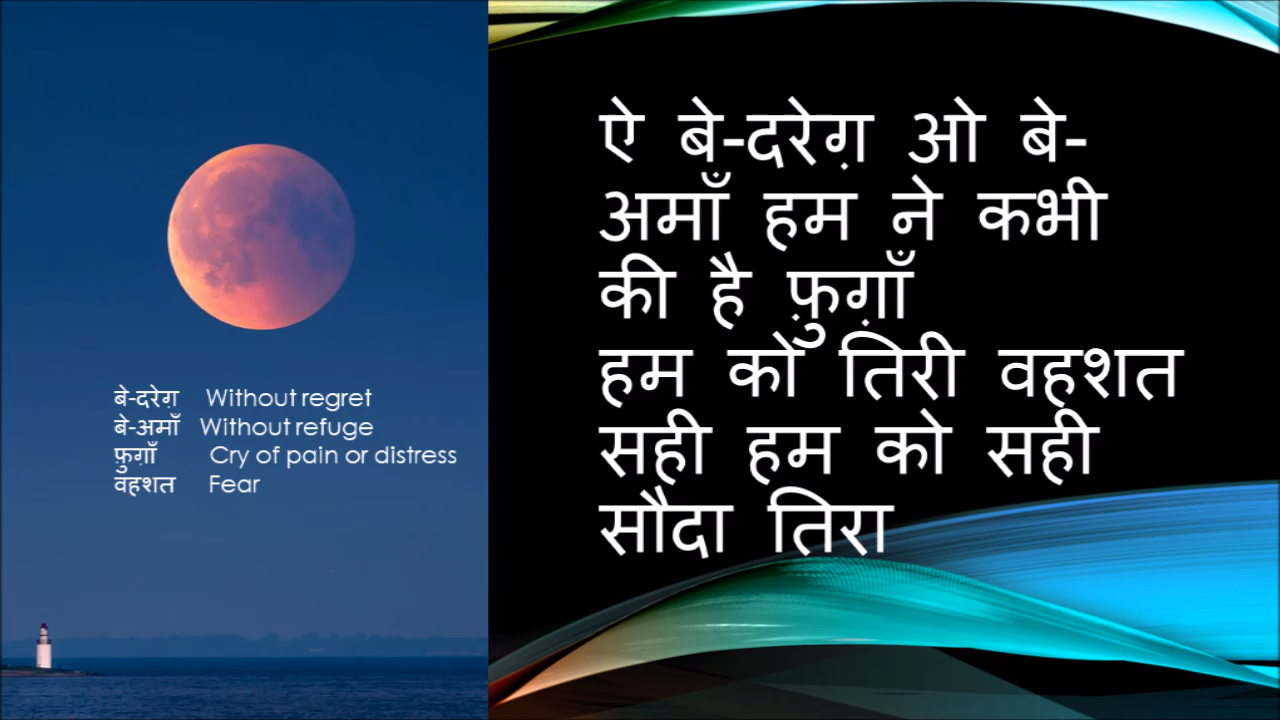 बे-दरेग़ Without regret
बे-अमाँ Without refuge
फ़ुग़ाँ Cry of pain or distress
वहशत Fear
ऐ बे-दरेग़ ओ बे-
अमाँ हम ने कभी
की है फ़ुग़ाँ
हम को तिरी वहशत
सही हम को सही
सौदा तिरा